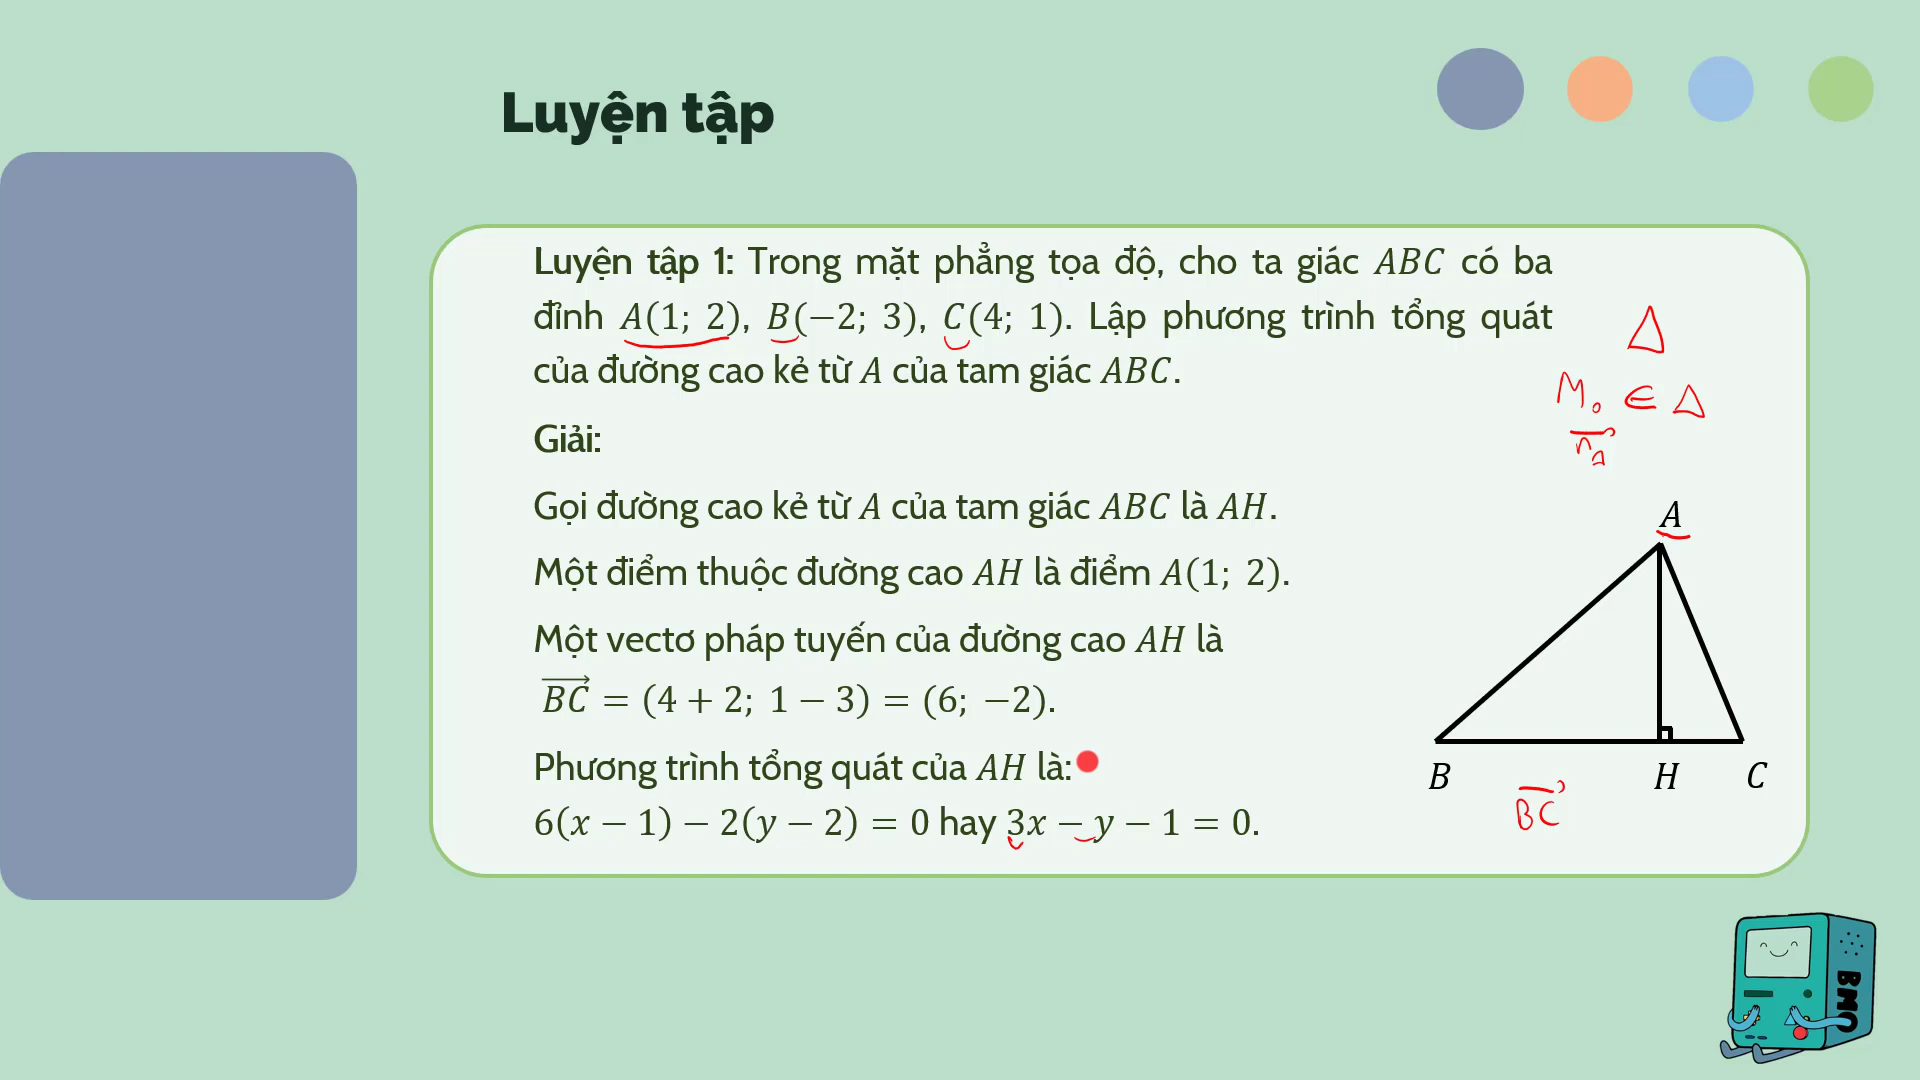 Luyện tập
Luyện tập 1: Trong mặt phẳng tọa độ, cho ta giác ABC có ba
đỉnh A(1; 2), B(−2; 3), C(4; 1). Lập phương trình tổng quát
của đường cao kẻ từ A của tam giác ABC.
Δ
M₀ ∈ Δ
n⃗_Δ
Giải:
Gọi đường cao kẻ từ A của tam giác ABC là AH.
Một điểm thuộc đường cao AH là điểm A(1; 2).
Một vectơ pháp tuyến của đường cao AH là
\overrightarrow{BC} = (4 + 2; 1 − 3) = (6; −2).
Phương trình tổng quát của AH là:
6(x − 1) − 2(y − 2) = 0 hay 3x − y − 1 = 0.
A
B
H
C
\overrightarrow{BC}
BMO